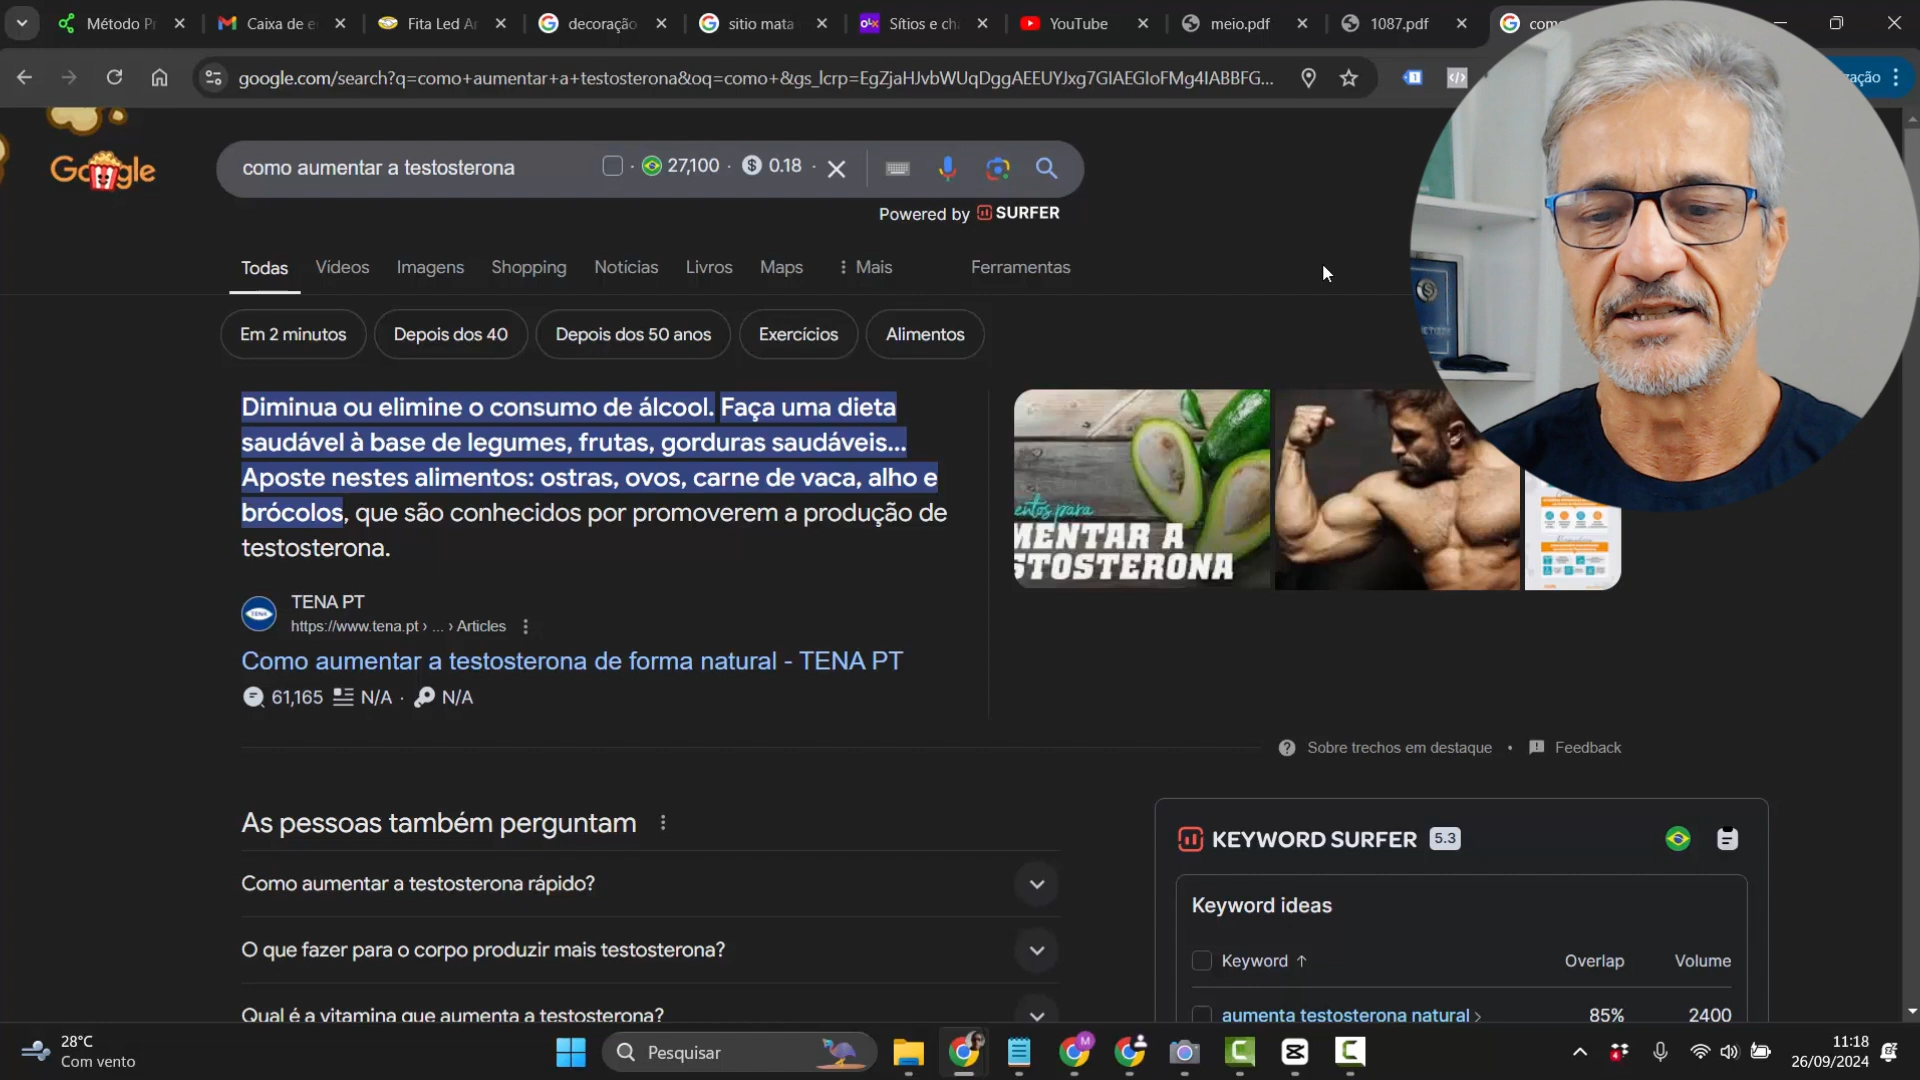 Método Pr
Caixa de e
Fita Led Ar
decoração
sitio mata
Sítios e ch
YouTube
meio.pdf
1087.pdf
com
google.com/search?q=como+aumentar+a+testosterona&oq=como+&gs_lcrp=EgZjaHJvbWUqDggAEEUYJxg7GIAEGIoFMg4IABBFG...
ação
Google
como aumentar a testosterona
27,100 · 0.18 ·
Powered by SURFER
Todas
Vídeos
Imagens
Shopping
Notícias
Livros
Maps
Mais
Ferramentas
Em 2 minutos
Depois dos 40
Depois dos 50 anos
Exercícios
Alimentos
Diminua ou elimine o consumo de álcool. Faça uma dieta
saudável à base de legumes, frutas, gorduras saudáveis...
Aposte nestes alimentos: ostras, ovos, carne de vaca, alho e
brócolos, que são conhecidos por promoverem a produção de
testosterona.
entos para
MENTAR A
STOSTERONA
TENA PT
https://www.tena.pt › ... › Articles
Como aumentar a testosterona de forma natural - TENA PT
61,165 N/A · N/A
Sobre trechos em destaque • Feedback
As pessoas também perguntam
Como aumentar a testosterona rápido?
O que fazer para o corpo produzir mais testosterona?
Qual é a vitamina que aumenta a testosterona?
KEYWORD SURFER 5.3
Keyword ideas
Keyword ↑ Overlap Volume
aumenta testosterona natural › 85% 2400
28°C
Com vento
Pesquisar
11:18
26/09/2024